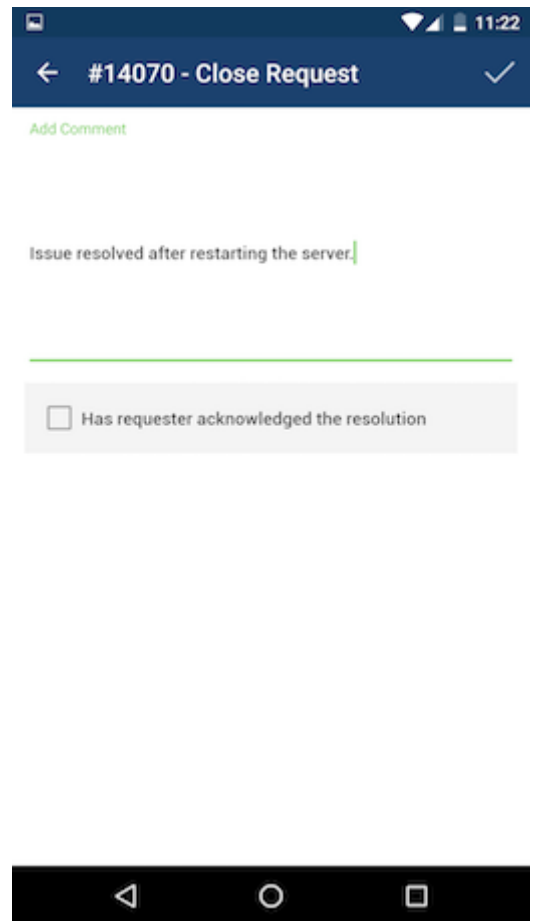 11:22
#14070 - Close Request
Add Comment
Issue resolved after restarting the server.
Has requester acknowledged the resolution